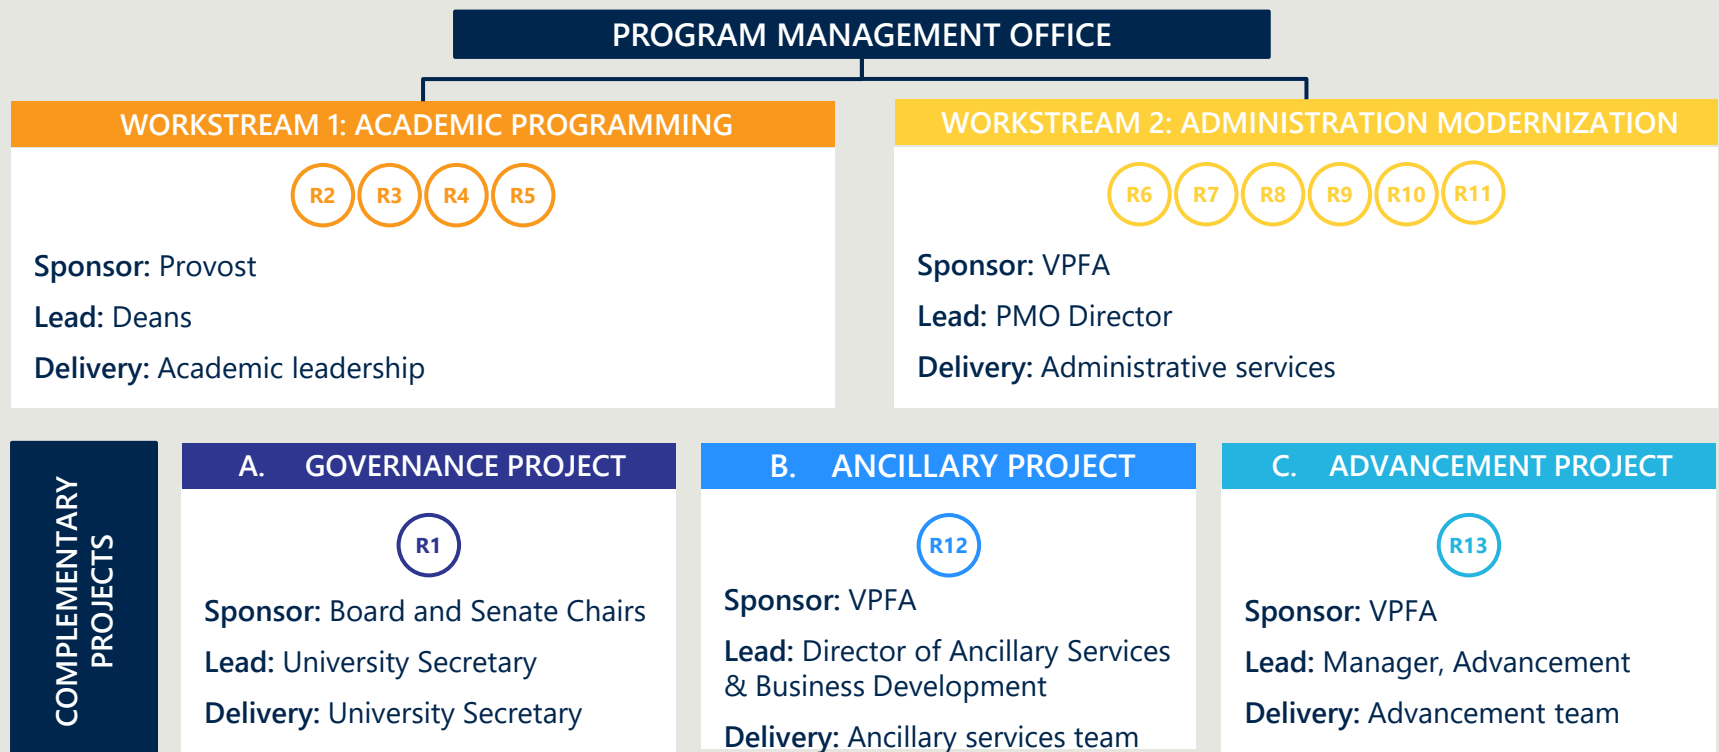 PROGRAM MANAGEMENT OFFICE
WORKSTREAM 1: ACADEMIC PROGRAMMING
R2 R3 R4 R5
Sponsor: Provost
Lead: Deans
Delivery: Academic leadership
WORKSTREAM 2: ADMINISTRATION MODERNIZATION
R6 R7 R8 R9 R10 R11
Sponsor: VPFA
Lead: PMO Director
Delivery: Administrative services
COMPLEMENTARY
PROJECTS
A. GOVERNANCE PROJECT
R1
Sponsor: Board and Senate Chairs
Lead: University Secretary
Delivery: University Secretary
B. ANCILLARY PROJECT
R12
Sponsor: VPFA
Lead: Director of Ancillary Services
& Business Development
Delivery: Ancillary services team
C. ADVANCEMENT PROJECT
R13
Sponsor: VPFA
Lead: Manager, Advancement
Delivery: Advancement team